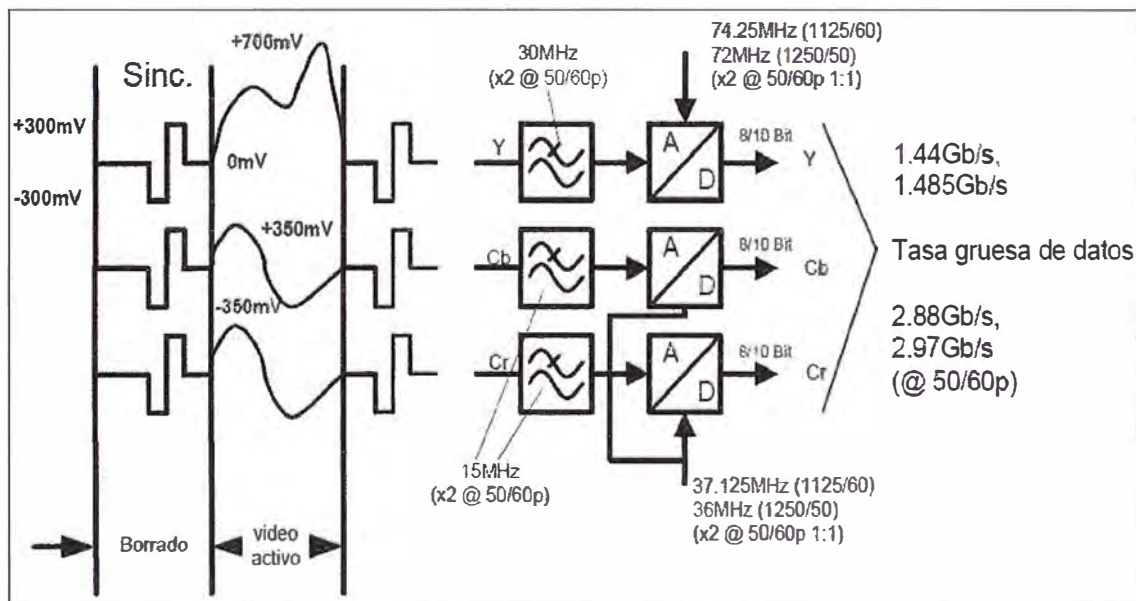 +700mV
Sinc.
+300mV
0mV
-300mV
+350mV
-350mV
Borrado
video
activo
30MHz
(x2 @ 50/60p)
74.25MHz (1125/60)
72MHz (1250/50)
(x2 @ 50/60p 1:1)
Y
A
D
8/10 Bit
Y
Cb
A
D
8/10 Bit
Cb
Cr
A
D
8/10 Bit
Cr
15MHz
(x2 @ 50/60p)
37.125MHz (1125/60)
36MHz (1250/50)
(x2 @ 50/60p 1:1)
1.44Gb/s,
1.485Gb/s
Tasa gruesa de datos
2.88Gb/s,
2.97Gb/s
(@ 50/60p)